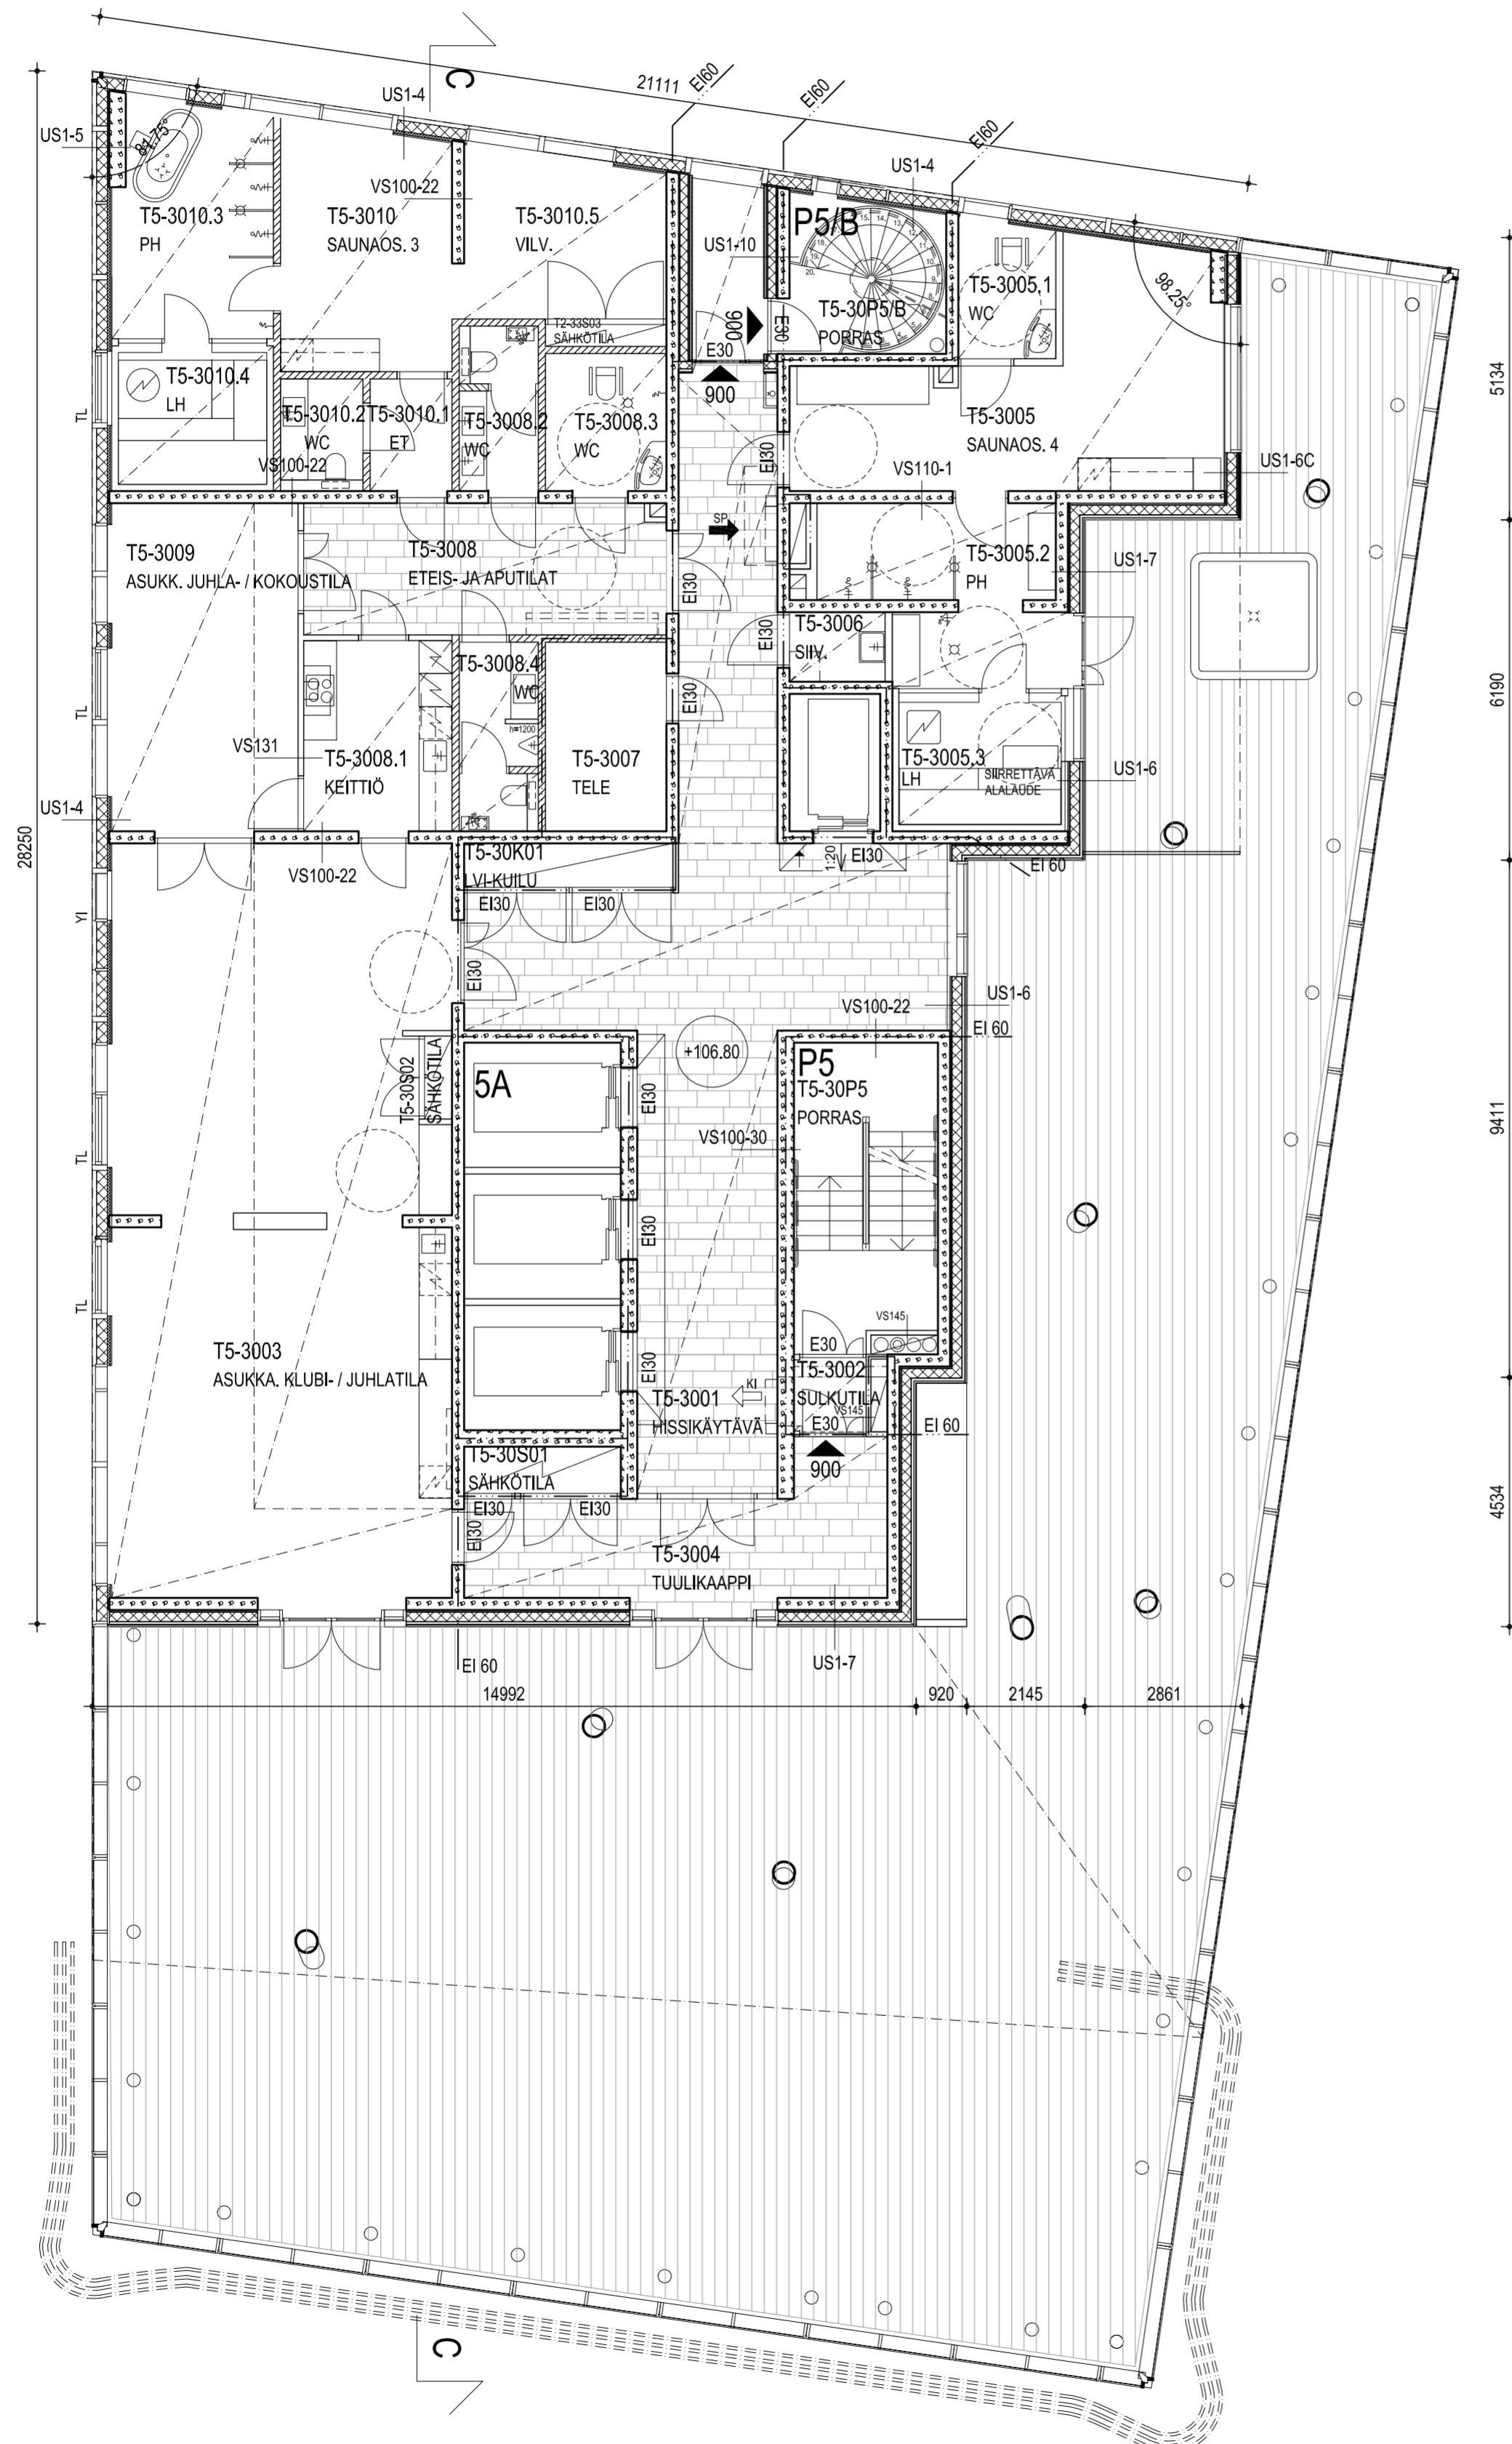 C
21111
EI60
EI60
EI60
US1-4
US1-5
81.75°
VS100-22
US1-4
T5-3010.3
PH
T5-3010
SAUNAOS. 3
T5-3010.5
VILV.
P5/B
US1-10
T5-3005,1
WC
98.25°
T5-30P5/B
PORRAS
T2-33S03
SÄHKÖTILA
900
E30
E30
900
5134
T5-3010.4
LH
T5-3010.2
WC
T5-3010.1
ET
T5-3008.2
WC
T5-3008.3
WC
T5-3005
SAUNAOS. 4
TL
VS100-22
EI30
VS110-1
US1-6C
SP
T5-3009
ASUKK. JUHLA- / KOKOUSTILA
T5-3008
ETEIS- JA APUTILAT
T5-3005.2
PH
US1-7
EI30
EI30
T5-3006
SIIV.
T5-3008.4
WC
h=1200
EI30
6190
TL
VS131
T5-3008.1
KEITTIÖ
T5-3007
TELE
T5-3005.3
LH
SIIRRETTÄVÄ
ALALAUDE
US1-6
US1-4
28250
VS100-22
T5-30K01
LVI-KUILU
1:20
EI30
EI 60
EI30
EI30
YI
EI30
VS100-22
US1-6
EI 60
+106.80
T5-30S02
SÄHKÖTILA
5A
EI30
P5
T5-30P5
PORRAS
VS100-30
9411
TL
EI30
TL
VS145
E30
T5-3003
ASUKKA. KLUBI- / JUHLATILA
EI30
T5-3001
HISSIKÄYTÄVÄ
KI
T5-3002
SULKUTILA
VS145
E30
EI 60
900
T5-30S01
SÄHKÖTILA
EI30
EI30
EI30
T5-3004
TUULIKAAPPI
4534
EI 60
US1-7
14992
920
2145
2861
C